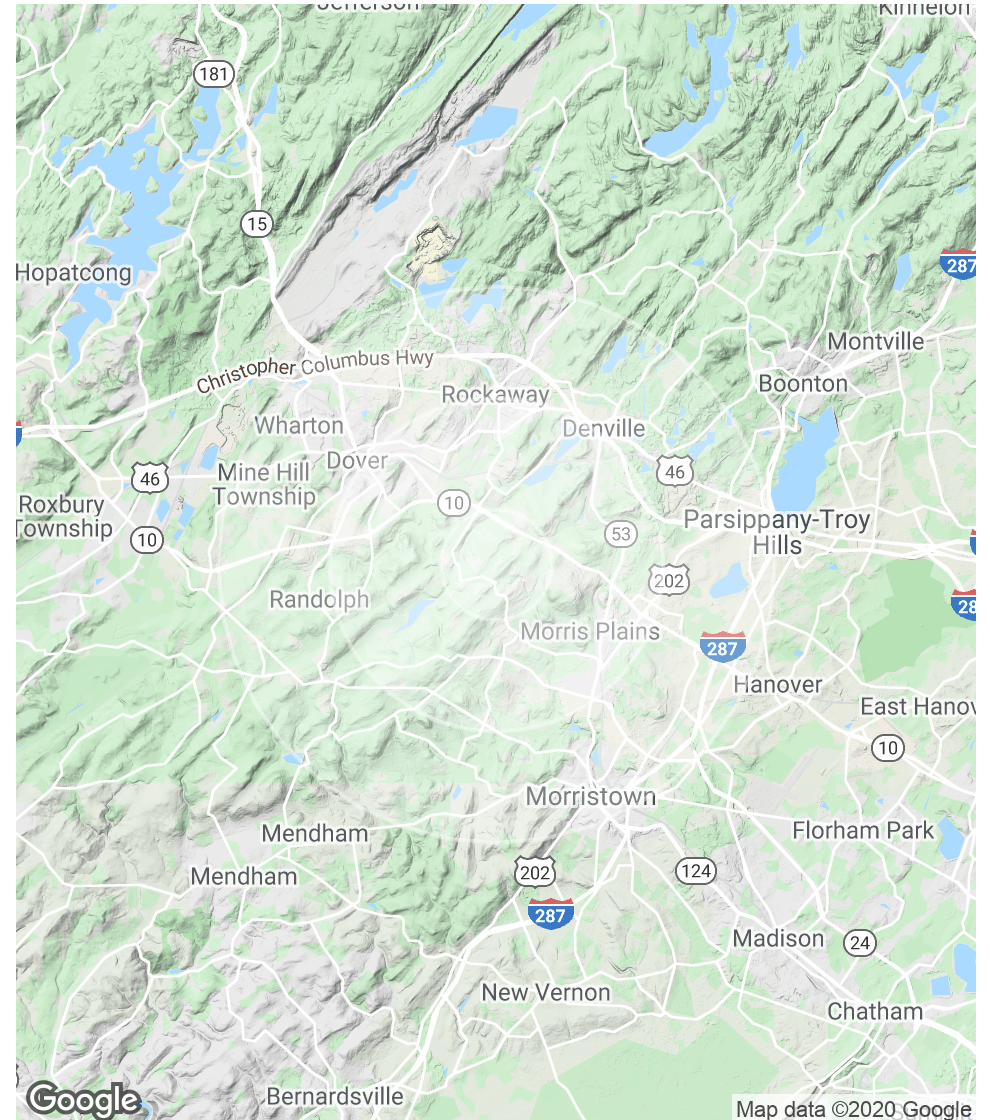 Jefferson
Kinnelon
181
15
287
Hopatcong
Montville
Christopher Columbus Hwy
Boonton
Rockaway
Wharton
Denville
Dover
46
Mine Hill
Township
46
10
Roxbury
Township
Parsippany-Troy
Hills
53
10
202
28
Randolph
Morris Plains
287
Hanover
East Hanov
10
Morristown
Mendham
Florham Park
Mendham
202
124
287
Madison
24
New Vernon
Chatham
Bernardsville
Google
Map data ©2020 Google